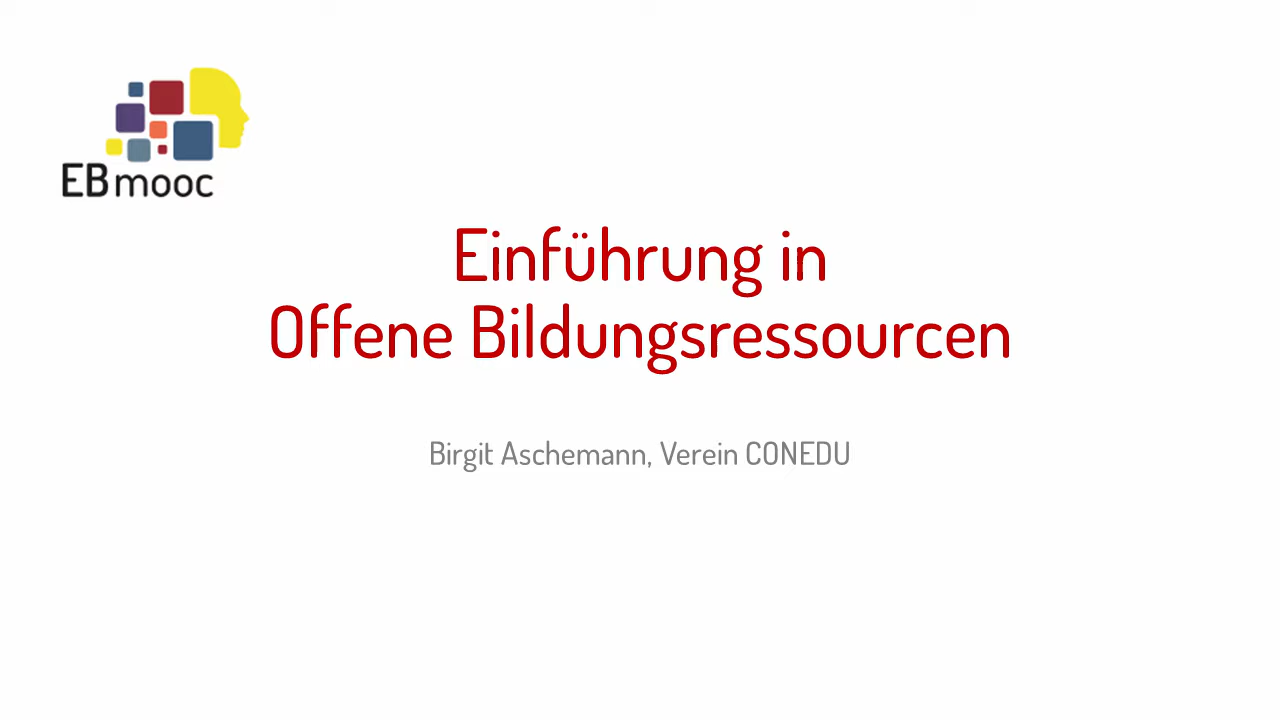 EBmooc
Einführung in
Offene Bildungsressourcen
Birgit Aschemann, Verein CONEDU